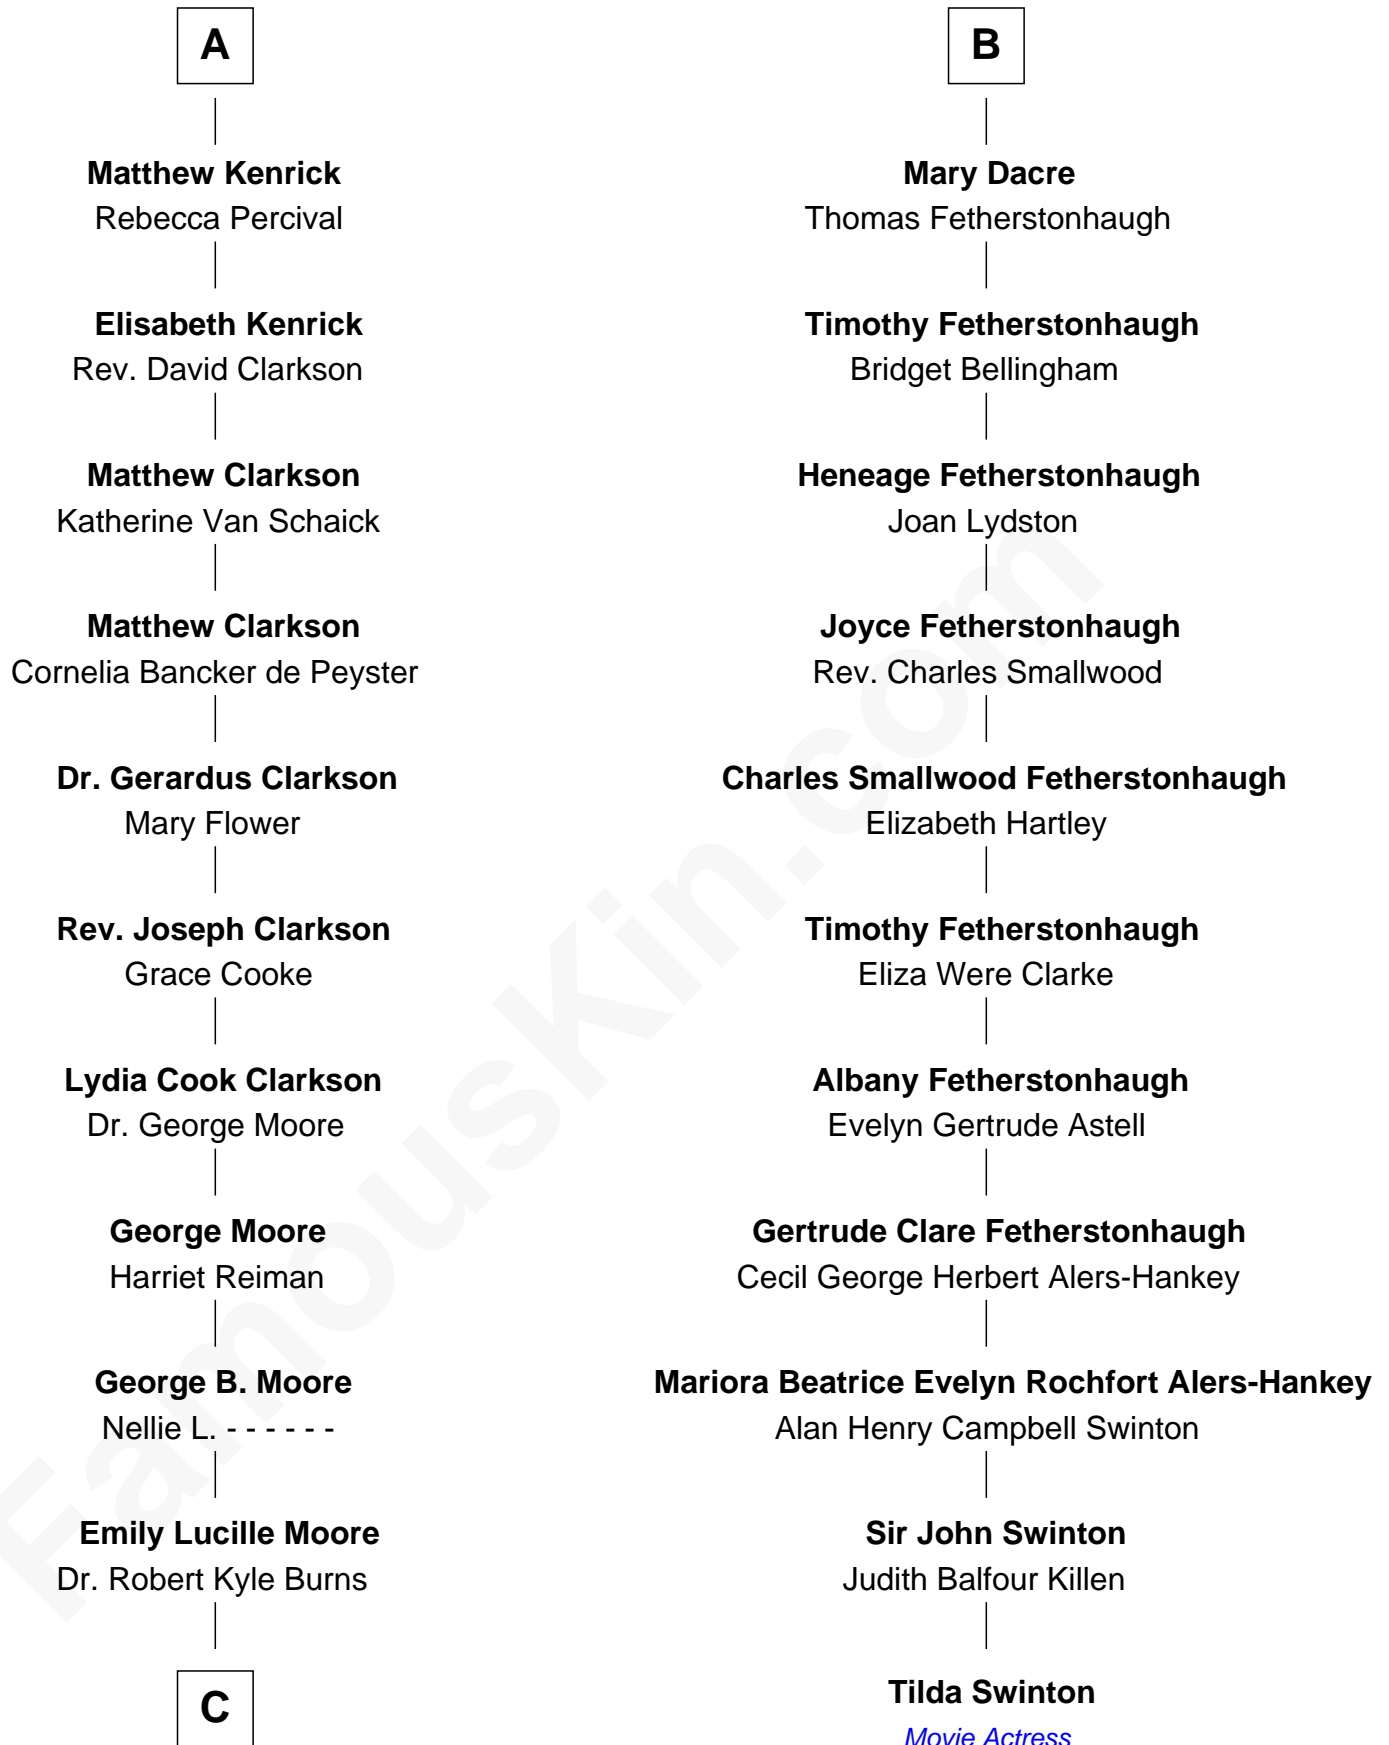 A
Matthew Kenrick
Rebecca Percival
Elisabeth Kenrick
Rev. David Clarkson
Matthew Clarkson
Katherine Van Schaick
Matthew Clarkson
Cornelia Bancker de Peyster
Dr. Gerardus Clarkson
Mary Flower
Rev. Joseph Clarkson
Grace Cooke
Lydia Cook Clarkson
Dr. George Moore
George Moore
Harriet Reiman
George B. Moore
Nellie L. - - - - - -
Emily Lucille Moore
Dr. Robert Kyle Burns
C
B
Mary Dacre
Thomas Fetherstonhaugh
Timothy Fetherstonhaugh
Bridget Bellingham
Heneage Fetherstonhaugh
Joan Lydston
Joyce Fetherstonhaugh
Rev. Charles Smallwood
Charles Smallwood Fetherstonhaugh
Elizabeth Hartley
Timothy Fetherstonhaugh
Eliza Were Clarke
Albany Fetherstonhaugh
Evelyn Gertrude Astell
Gertrude Clare Fetherstonhaugh
Cecil George Herbert Alers-Hankey
Mariora Beatrice Evelyn Rochfort Alers-Hankey
Alan Henry Campbell Swinton
Sir John Swinton
Judith Balfour Killen
Tilda Swinton
Movie Actress
FamousKin.com